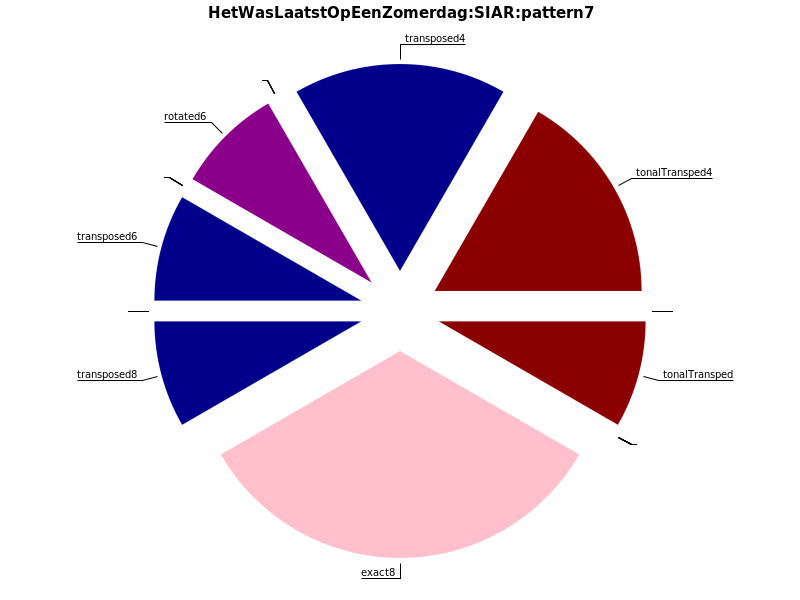 HetWasLaatstOpEenZomerdag:SIAR:pattern7
transposed4
rotated6
tonalTransped4
transposed6
transposed8
tonalTransped
exact8